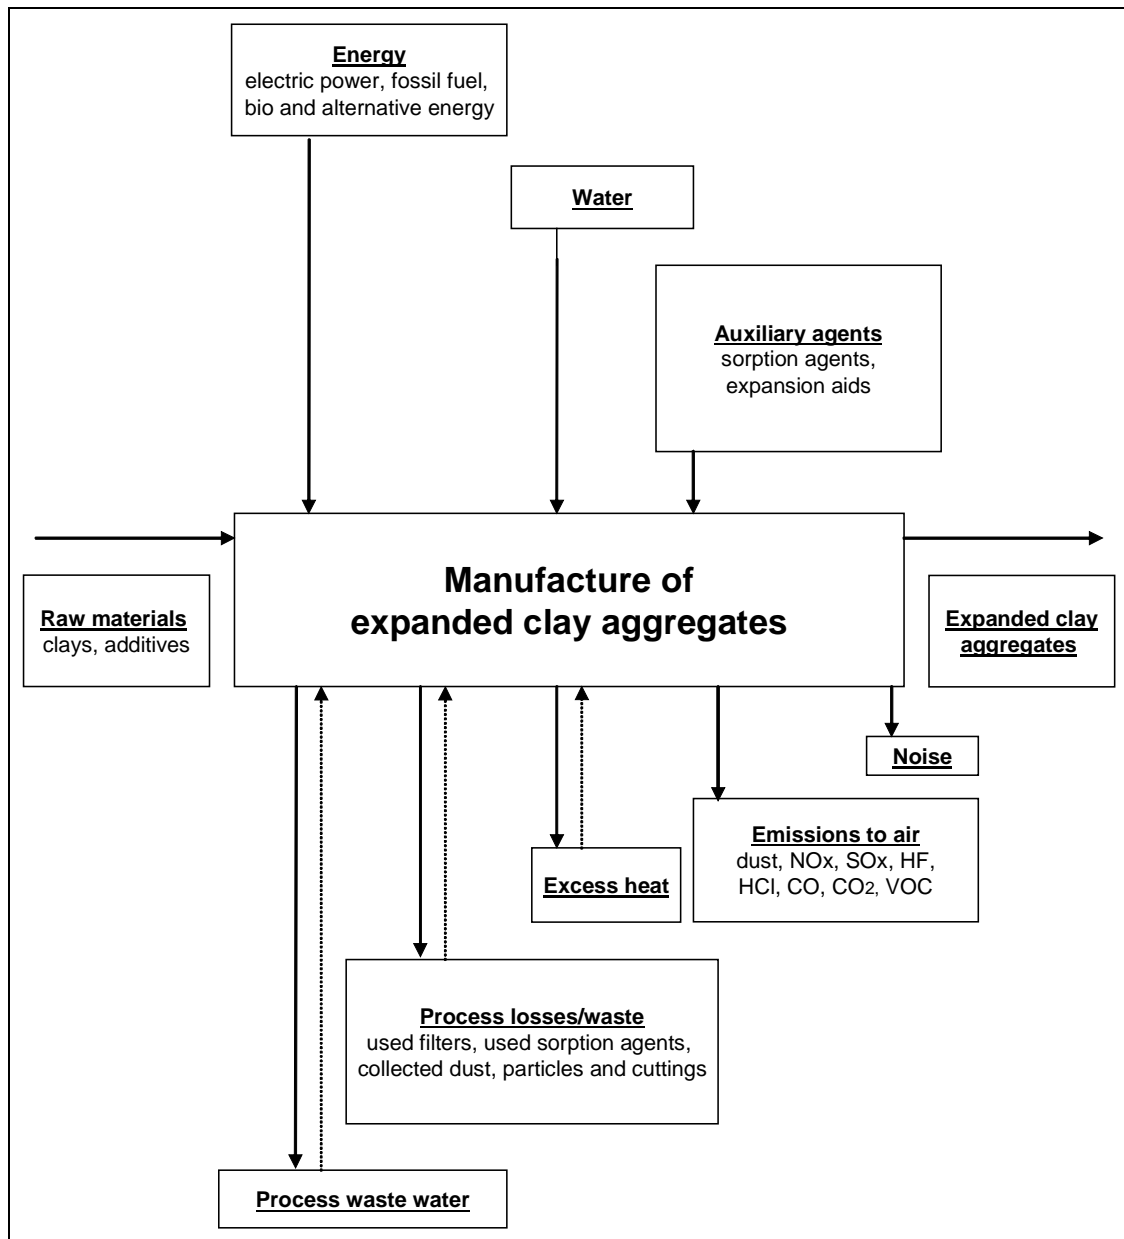 Energy
electric power, fossil fuel,
bio and alternative energy
Water
Auxiliary agents
sorption agents,
expansion aids
Manufacture of
expanded clay aggregates
Raw materials
clays, additives
Expanded clay
aggregates
Noise
Emissions to air
dust, NOx, SOx, HF,
HCl, CO, CO2, VOC
Excess heat
Process losses/waste
used filters, used sorption agents,
collected dust, particles and cuttings
Process waste water